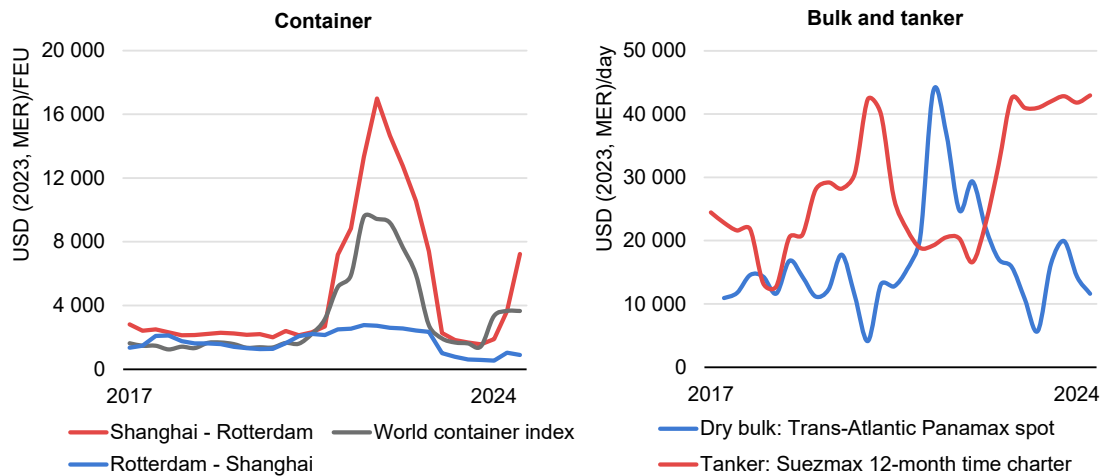 Container
USD (2023, MER)/FEU
20 000
16 000
12 000
8 000
4 000
0
2017
2024
Shanghai - Rotterdam
World container index
Rotterdam - Shanghai
Bulk and tanker
USD (2023, MER)/day
50 000
40 000
30 000
20 000
10 000
0
2017
2024
Dry bulk: Trans-Atlantic Panamax spot
Tanker: Suezmax 12-month time charter